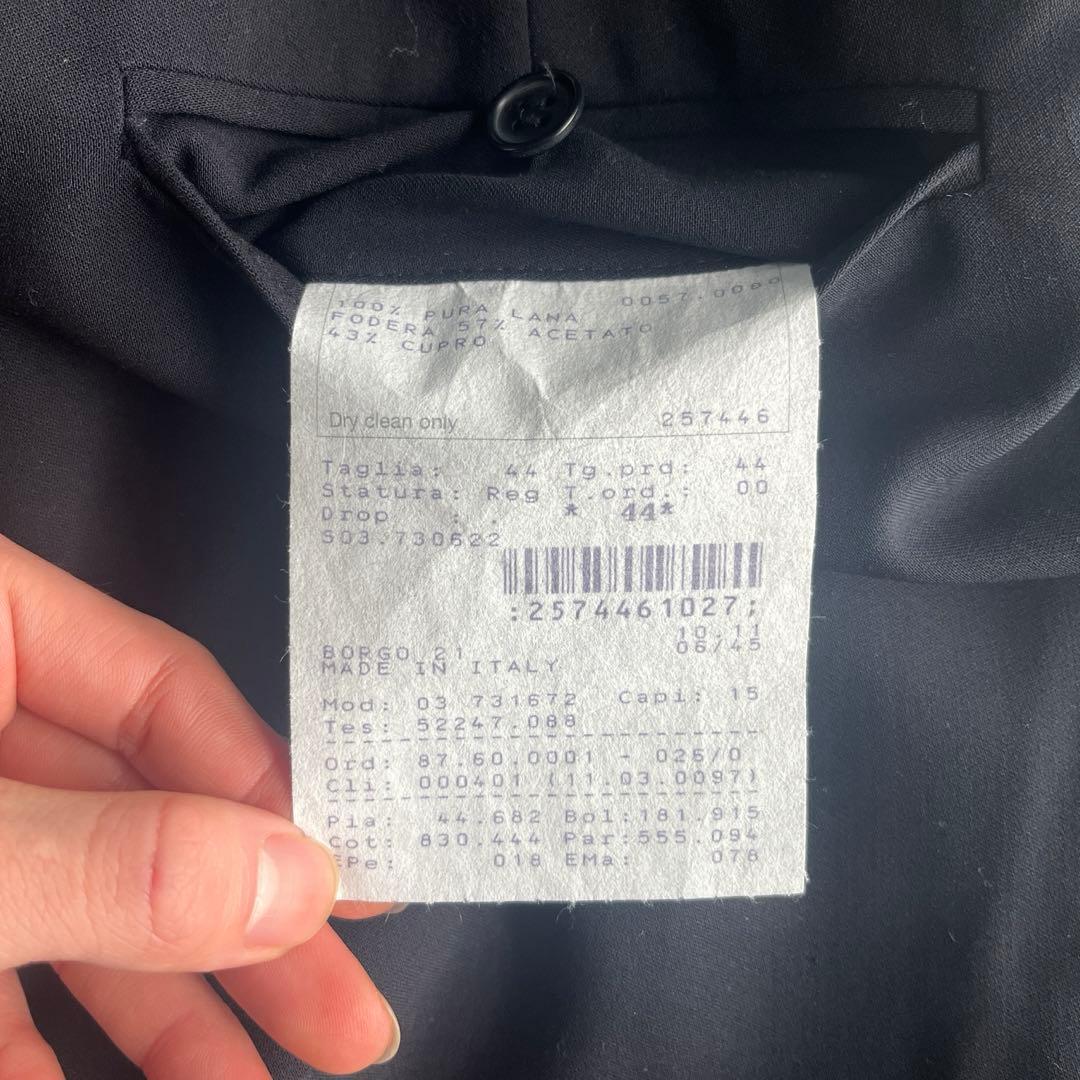 100% PURA LANA 0057.0080
FODERA 57% ACETATO
43% CUPRO
Dry clean only 257446
Taglia: 44 Tg.prd: 44
Statura: Reg T.ord.: 00
Drop : . * 44*
S03.730622
:2574461027;
10.11
06/45
BORGO 21
MADE IN ITALY
Mod: 03 731672 Capi: 15
Tes: 52247.088
Ord: 87.60.0001 - 025/0
Cli: 000401 (11.03.0097)
Pia: 44.682 Bol:181.915
Cot: 830.444 Par:555.094
EPe: 018 EMa: 078